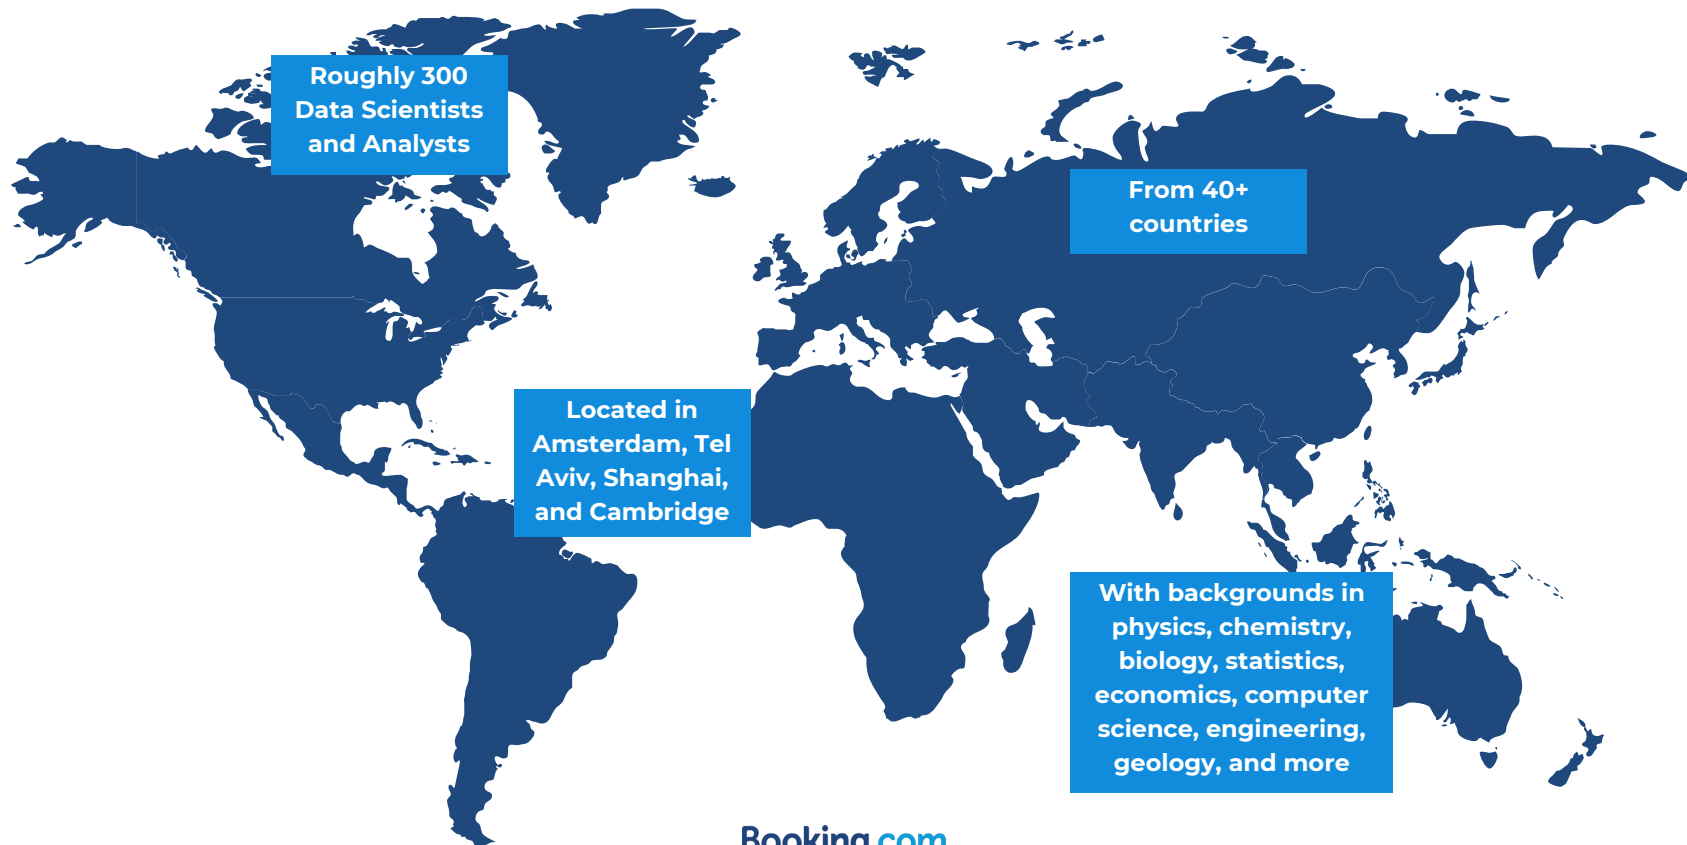 Roughly 300
Data Scientists
and Analysts
From 40+
countries
Located in
Amsterdam, Tel
Aviv, Shanghai,
and Cambridge
With backgrounds in
physics, chemistry,
biology, statistics,
economics, computer
science, engineering,
geology, and more
Booking.com